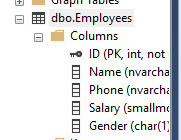 Graph Tables
dbo.Employees
Columns
ID (PK, int, not
Name (nvarcha
Phone (nvarcha
Salary (smallmo
Gender (char(1)